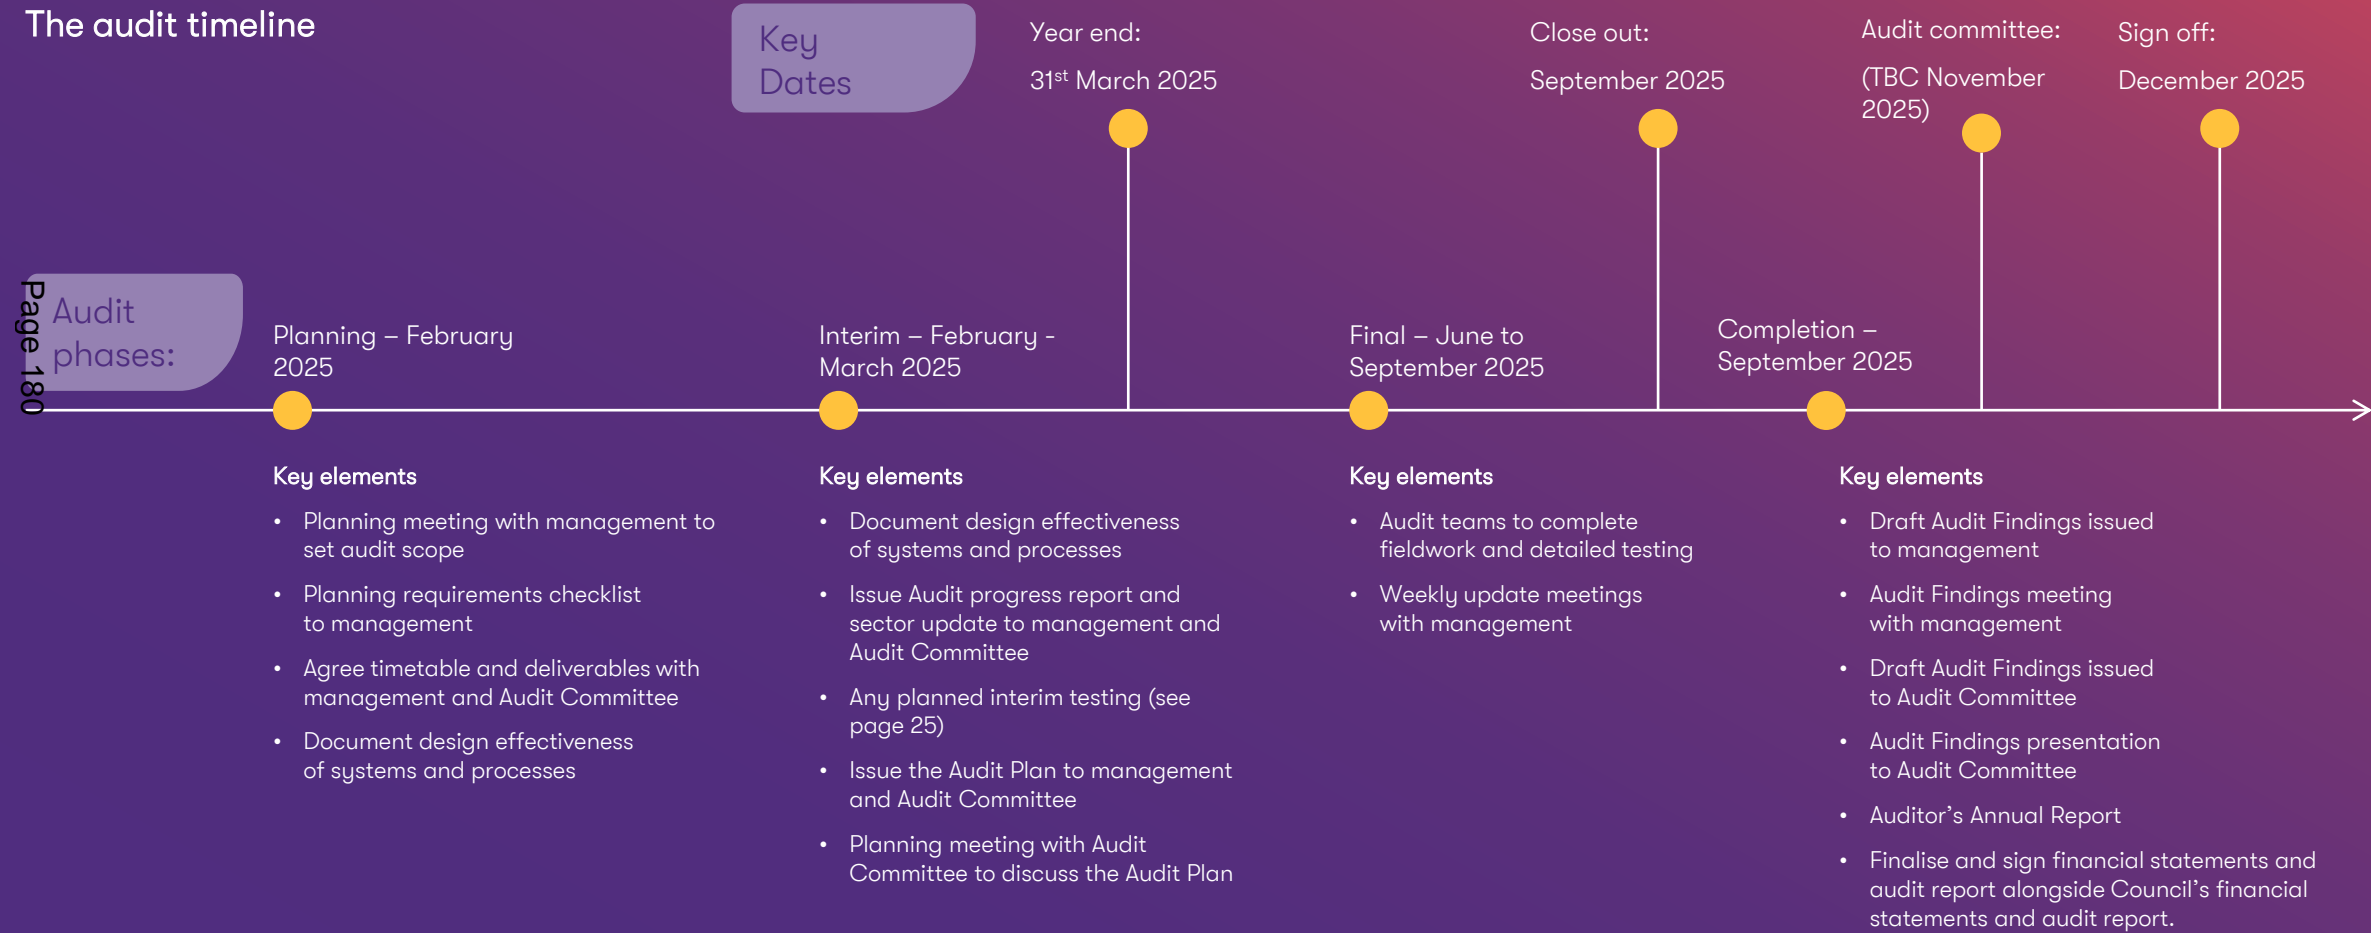 The audit timeline
Key
Dates
Year end:
31st March 2025
Close out:
September 2025
Audit committee:
(TBC November
2025)
Sign off:
December 2025
Page 180
Audit
phases:
Planning – February
2025
Interim – February -
March 2025
Final – June to
September 2025
Completion –
September 2025
Key elements
• Planning meeting with management to
set audit scope
• Planning requirements checklist
to management
• Agree timetable and deliverables with
management and Audit Committee
• Document design effectiveness
of systems and processes
Key elements
• Document design effectiveness
of systems and processes
• Issue Audit progress report and
sector update to management and
Audit Committee
• Any planned interim testing (see
page 25)
• Issue the Audit Plan to management
and Audit Committee
• Planning meeting with Audit
Committee to discuss the Audit Plan
Key elements
• Audit teams to complete
fieldwork and detailed testing
• Weekly update meetings
with management
Key elements
• Draft Audit Findings issued
to management
• Audit Findings meeting
with management
• Draft Audit Findings issued
to Audit Committee
• Audit Findings presentation
to Audit Committee
• Auditor’s Annual Report
• Finalise and sign financial statements and
audit report alongside Council’s financial
statements and audit report.